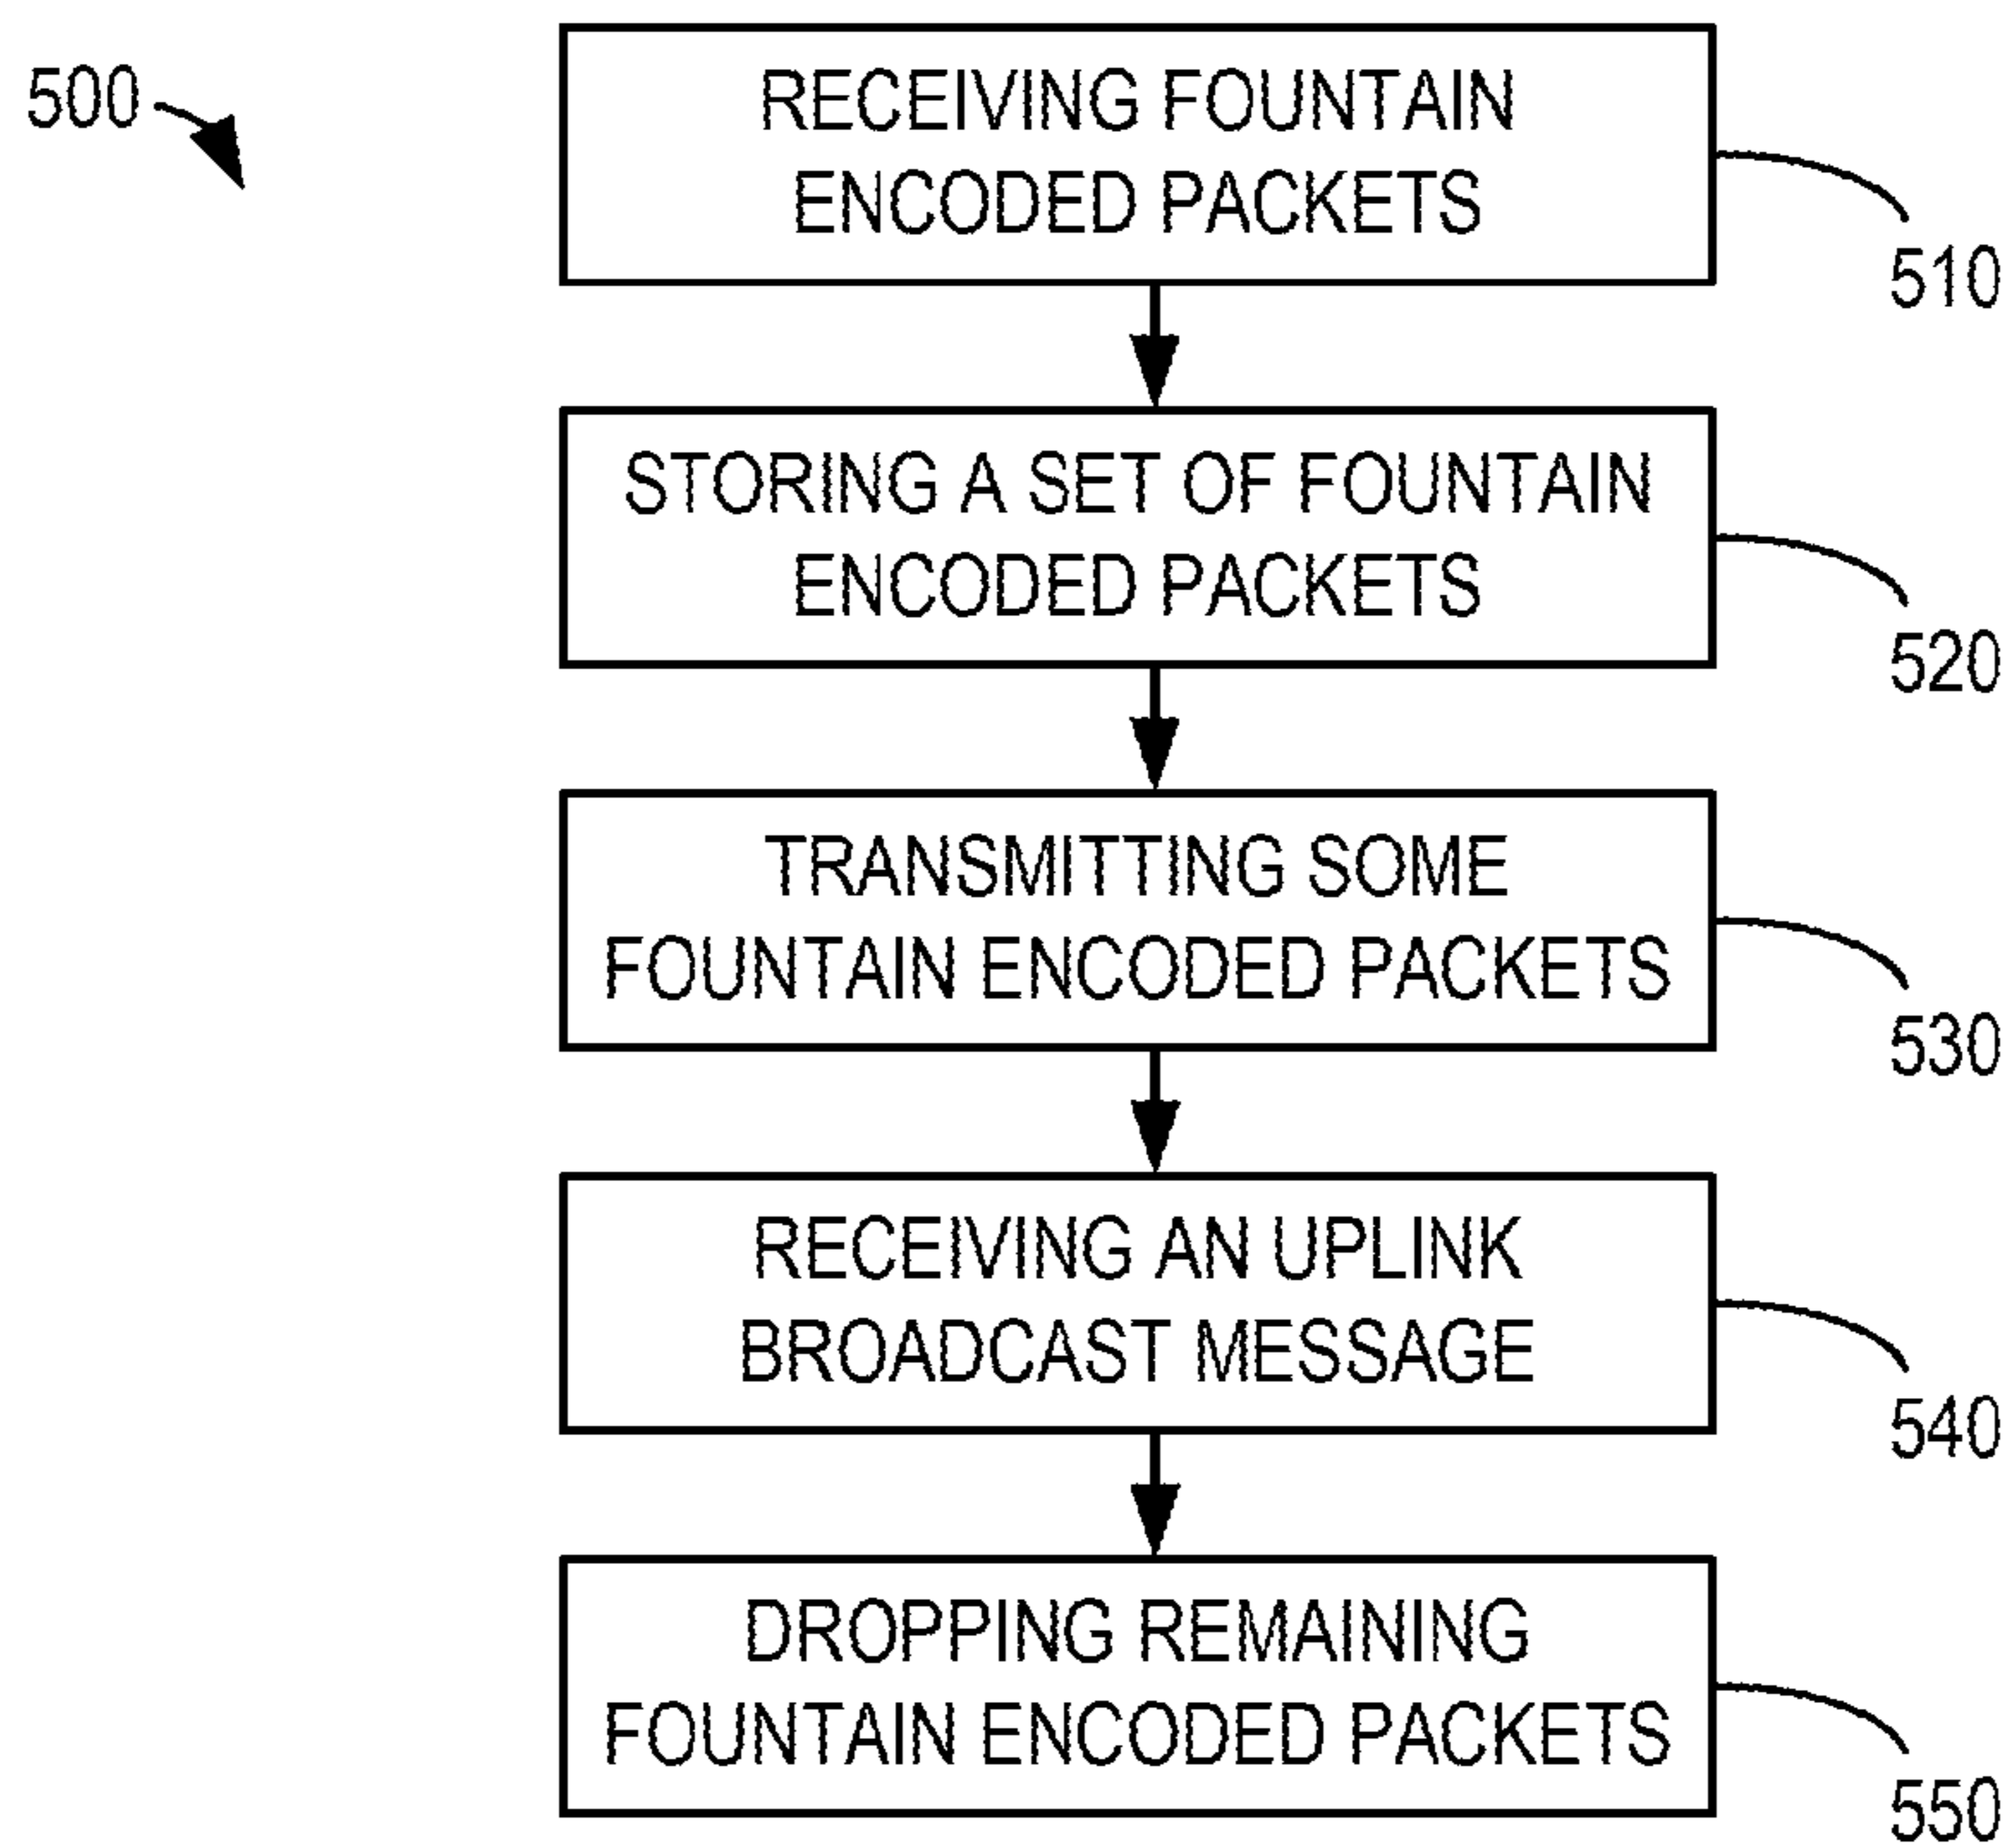 500
RECEIVING FOUNTAIN
ENCODED PACKETS
510
STORING A SET OF FOUNTAIN
ENCODED PACKETS
520
TRANSMITTING SOME
FOUNTAIN ENCODED PACKETS
530
RECEIVING AN UPLINK
BROADCAST MESSAGE
540
DROPPING REMAINING
FOUNTAIN ENCODED PACKETS
550